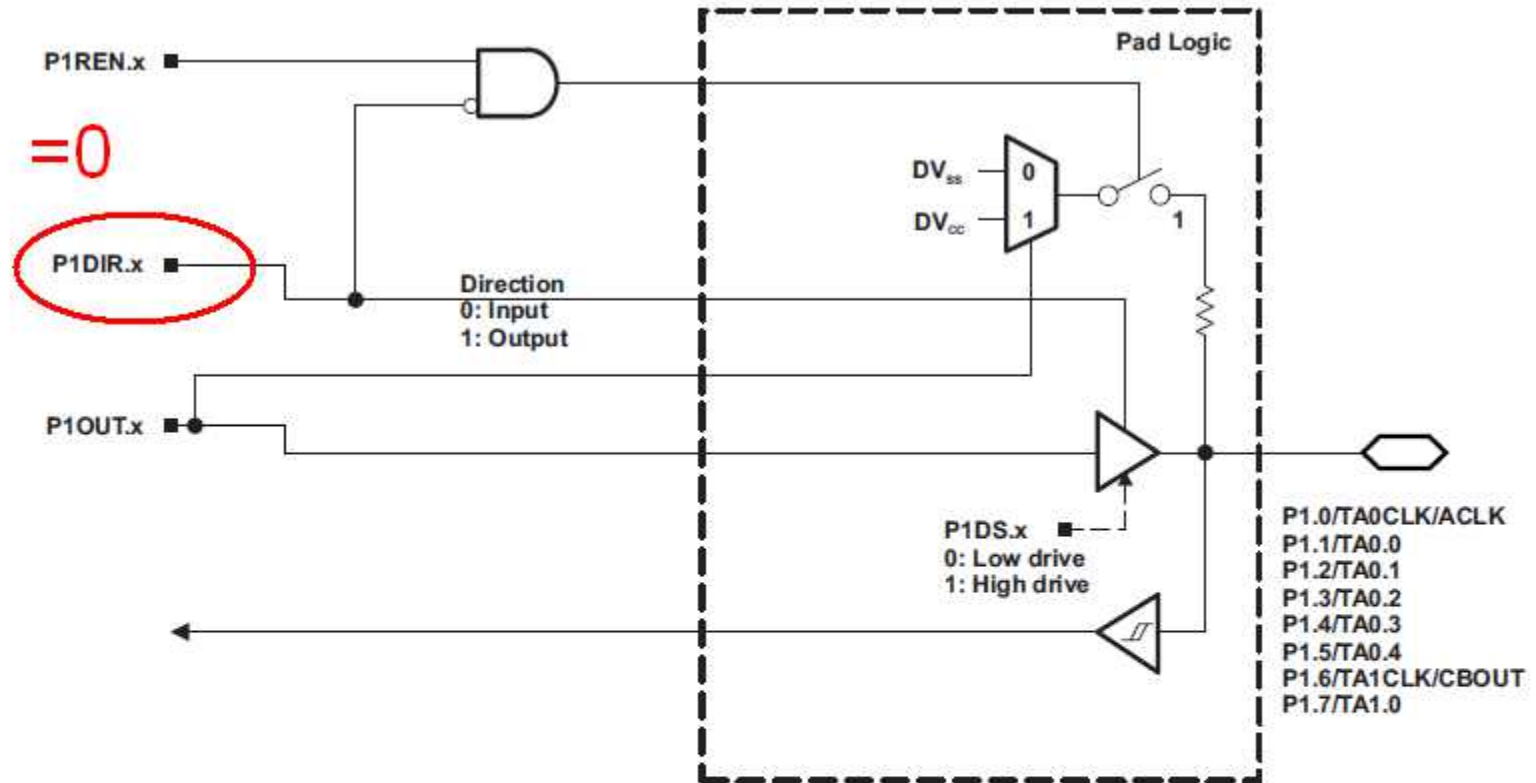 Pad Logic
P1REN.x
=0
DVss
0
DVcc
1
1
P1DIR.x
Direction
0: Input
1: Output
P1OUT.x
P1DS.x
0: Low drive
1: High drive
P1.0/TA0CLK/ACLK
P1.1/TA0.0
P1.2/TA0.1
P1.3/TA0.2
P1.4/TA0.3
P1.5/TA0.4
P1.6/TA1CLK/CBOUT
P1.7/TA1.0